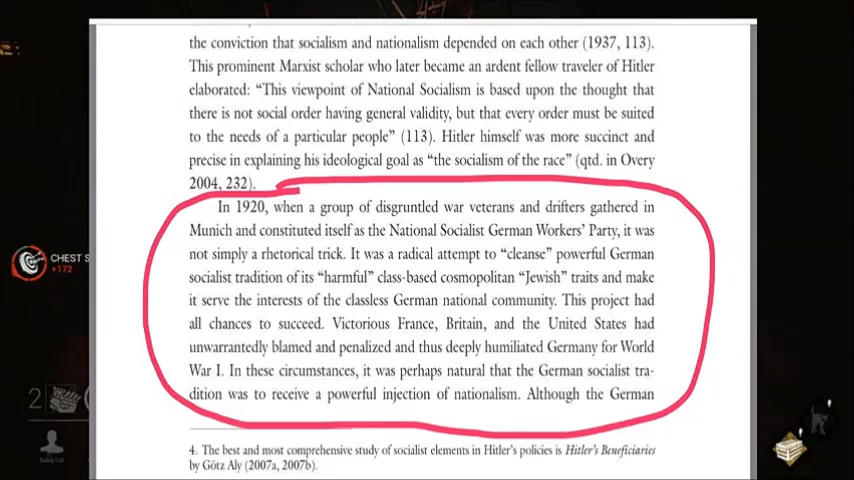 the conviction that socialism and nationalism depended on each other (1937, 113).
This prominent Marxist scholar who later became an ardent fellow traveler of Hitler
elaborated: “This viewpoint of National Socialism is based upon the thought that
there is not social order having general validity, but that every order must be suited
to the needs of a particular people” (113). Hitler himself was more succinct and
precise in explaining his ideological goal as “the socialism of the race” (qtd. in Overy
2004, 232).
In 1920, when a group of disgruntled war veterans and drifters gathered in
Munich and constituted itself as the National Socialist German Workers’ Party, it was
not simply a rhetorical trick. It was a radical attempt to “cleanse” powerful German
socialist tradition of its “harmful” class-based cosmopolitan “Jewish” traits and make
it serve the interests of the classless German national community. This project had
all chances to succeed. Victorious France, Britain, and the United States had
unwarrantedly blamed and penalized and thus deeply humiliated Germany for World
War I. In these circumstances, it was perhaps natural that the German socialist tra-
dition was to receive a powerful injection of nationalism. Although the German
4. The best and most comprehensive study of socialist elements in Hitler’s policies is Hitler’s Beneficiaries
by Götz Aly (2007a, 2007b).
CHEST S
+172
2